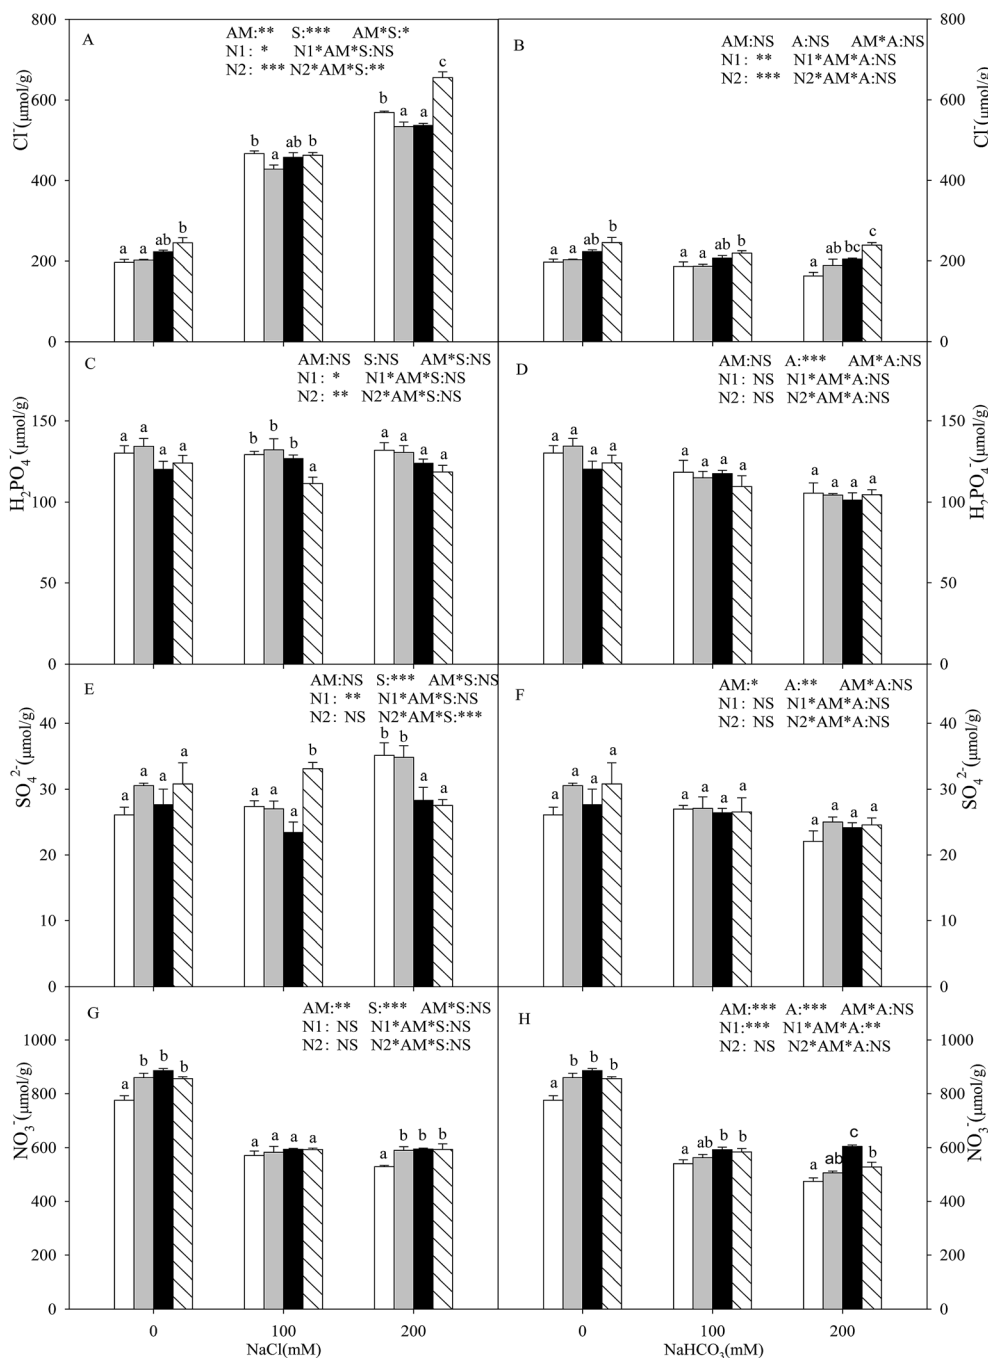 800
600
400
200
0
Cl⁻(μmol/g)
A
AM:** S:*** AM*S:*
N1: * N1*AM*S:NS
N2: *** N2*AM*S:**
a a ab b
b a ab b
b a a c
B
AM:NS A:NS AM*A:NS
N1: ** N1*AM*A:NS
N2: *** N2*AM*A:NS
a a ab b
a a ab b
a ab bc c
800
600
400
200
0
Cl⁻(μmol/g)
150
100
50
0
H₂PO₄⁻(μmol/g)
C
AM:NS S:NS AM*S:NS
N1: * N1*AM*S:NS
N2: ** N2*AM*S:NS
a a a a
b b b a
a a a a
D
AM:NS A:*** AM*A:NS
N1: NS N1*AM*A:NS
N2: NS N2*AM*A:NS
a a a a
a a a a
a a a a
150
100
50
0
H₂PO₄⁻(μmol/g)
40
30
20
10
0
SO₄²⁻(μmol/g)
E
AM:NS S:*** AM*S:NS
N1: ** N1*AM*S:NS
N2: NS N2*AM*S:***
a a a a
a a a b
b b a a
F
AM:* A:** AM*A:NS
N1: NS N1*AM*A:NS
N2: NS N2*AM*A:NS
a a a a
a a a a
a a a a
40
30
20
10
0
SO₄²⁻(μmol/g)
1000
800
600
400
200
0
NO₃⁻(μmol/g)
G
AM:** S:*** AM*S:NS
N1: NS N1*AM*S:NS
N2: NS N2*AM*S:NS
a b b b
a a a a
a b b b
H
AM:*** A:*** AM*A:NS
N1:*** N1*AM*A:**
N2: NS N2*AM*A:NS
a b b b
a ab b b
a ab c b
1000
800
600
400
200
0
NO₃⁻(μmol/g)
0 100 200
NaCl(mM)
0 100 200
NaHCO₃(mM)